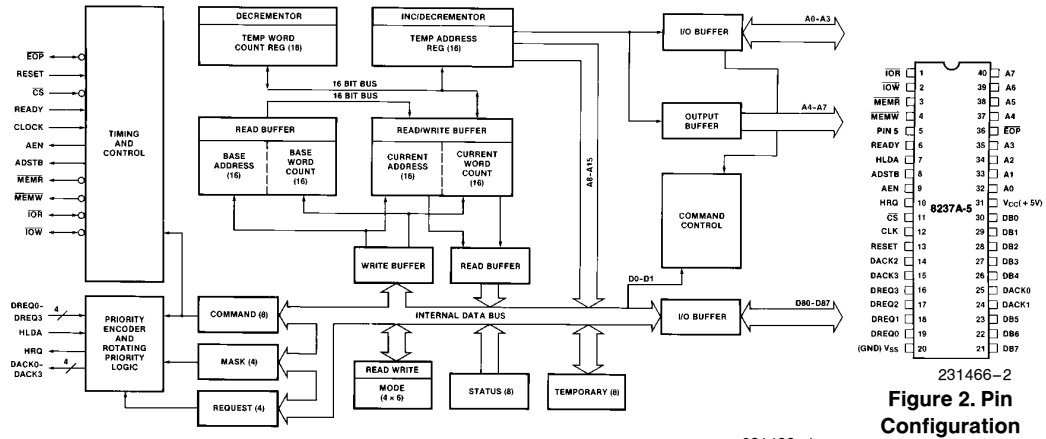 DECREMENTOR
TEMP WORD
COUNT REG (16)
INC/DECREMENTOR
TEMP ADDRESS
REG (16)
I/O BUFFER
A0-A3
16 BIT BUS
16 BIT BUS
EOP
RESET
CS
READY
CLOCK
AEN
ADSTB
MEMR
MEMW
IOR
IOW
TIMING
AND
CONTROL
READ BUFFER
BASE
ADDRESS
(16)
BASE
WORD
COUNT
(16)
READ/WRITE BUFFER
CURRENT
ADDRESS
(16)
CURRENT
WORD
COUNT
(16)
A8-A15
OUTPUT
BUFFER
A4-A7
COMMAND
CONTROL
WRITE BUFFER
READ BUFFER
D0-D1
DREQ0-
DREQ3
4
HLDA
HRQ
DACK0-
DACK3
4
PRIORITY
ENCODER
AND
ROTATING
PRIORITY
LOGIC
COMMAND (8)
MASK (4)
REQUEST (4)
INTERNAL DATA BUS
I/O BUFFER
D80-D87
READ WRITE
MODE
(4 × 6)
STATUS (8)
TEMPORARY (8)
IOR 1 40 A7
IOW 2 39 A6
MEMR 3 38 A5
MEMW 4 37 A4
PIN 5 5 36 EOP
READY 6 35 A3
HLDA 7 34 A2
ADSTB 8 33 A1
AEN 9 32 A0
HRQ 10 31 VCC(+5V)
8237A-5
CS 11 30 DB0
CLK 12 29 DB1
RESET 13 28 DB2
DACK2 14 27 DB3
DACK3 15 26 DB4
DREQ3 16 25 DACK0
DREQ2 17 24 DACK1
DREQ1 18 23 DB5
DREQ0 19 22 DB6
(GND) VSS 20 21 DB7
231466–2
Figure 2. Pin
Configuration